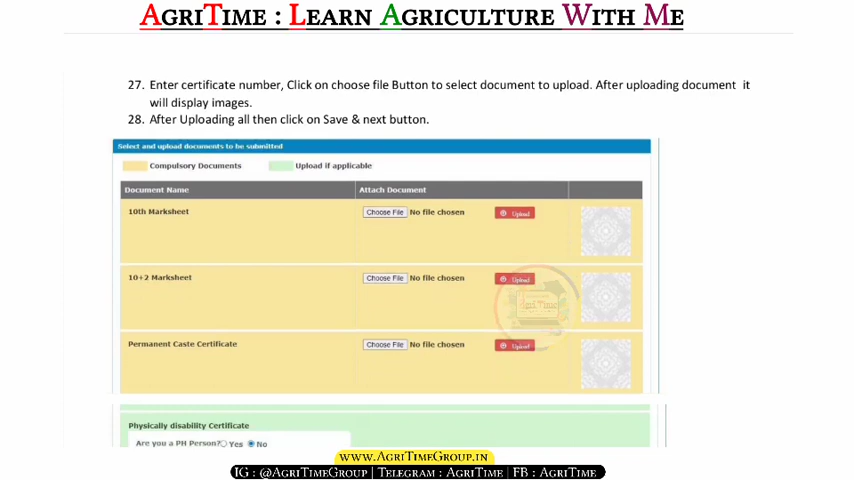 AgriTime : Learn Agriculture With Me
27. Enter certificate number, Click on choose file Button to select document to upload. After uploading document it
will display images.
28. After Uploading all then click on Save & next button.
Select and upload documents to be submitted
Compulsory Documents Upload if applicable
Document Name Attach Document
10th Marksheet Choose File No file chosen Upload
10+2 Marksheet Choose File No file chosen Upload
Agri Time
Permanent Caste Certificate Choose File No file chosen Upload
Physically disability Certificate
Are you a PH Person? Yes No
www.AgriTimeGroup.in
IG : @AgriTimeGroup | Telegram : AgriTime | FB : AgriTime